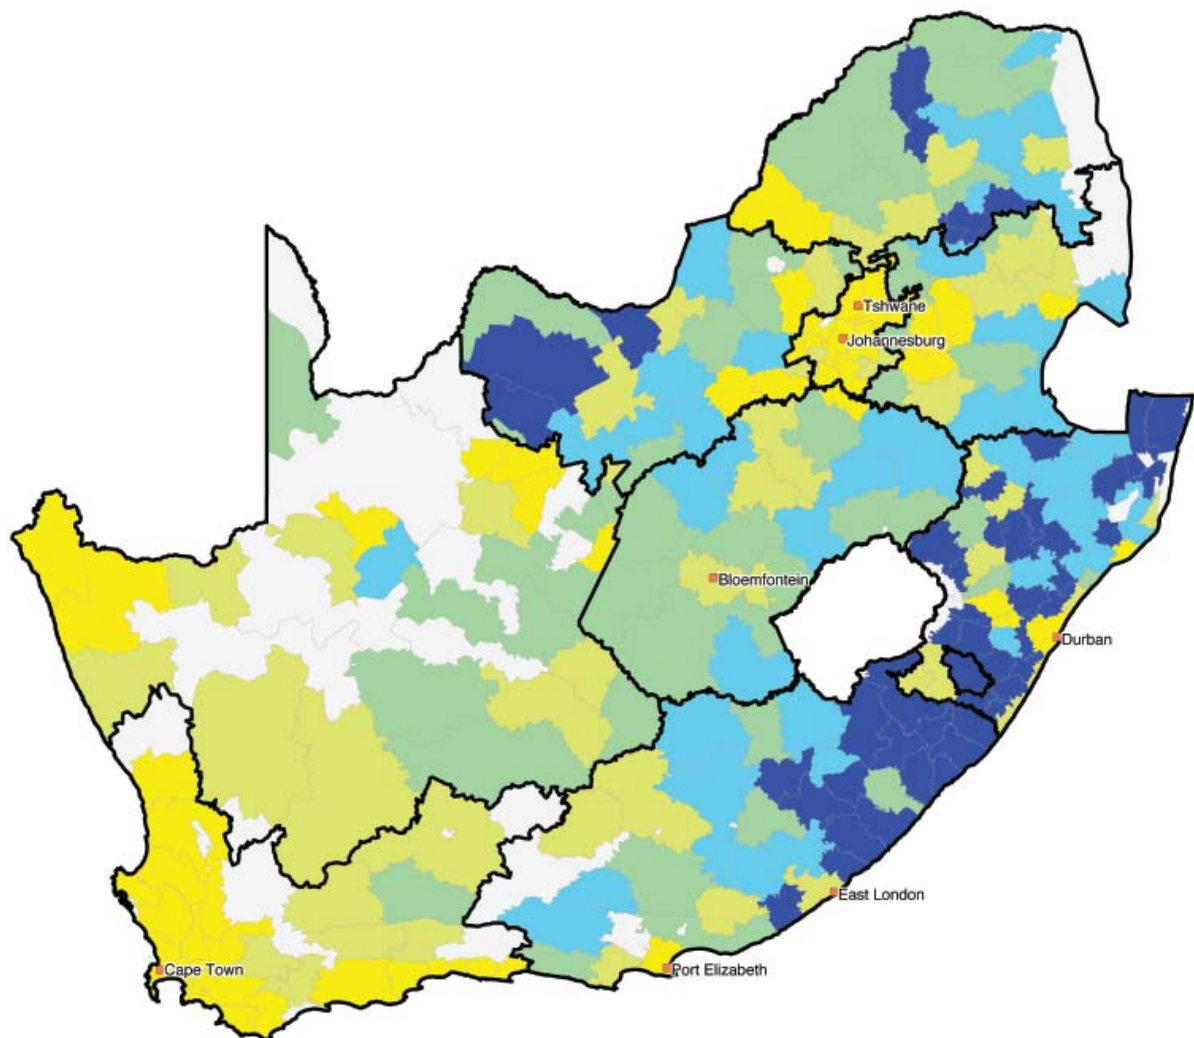 Tshwane
Johannesburg
Bloemfontein
Durban
East London
Cape Town
Port Elizabeth